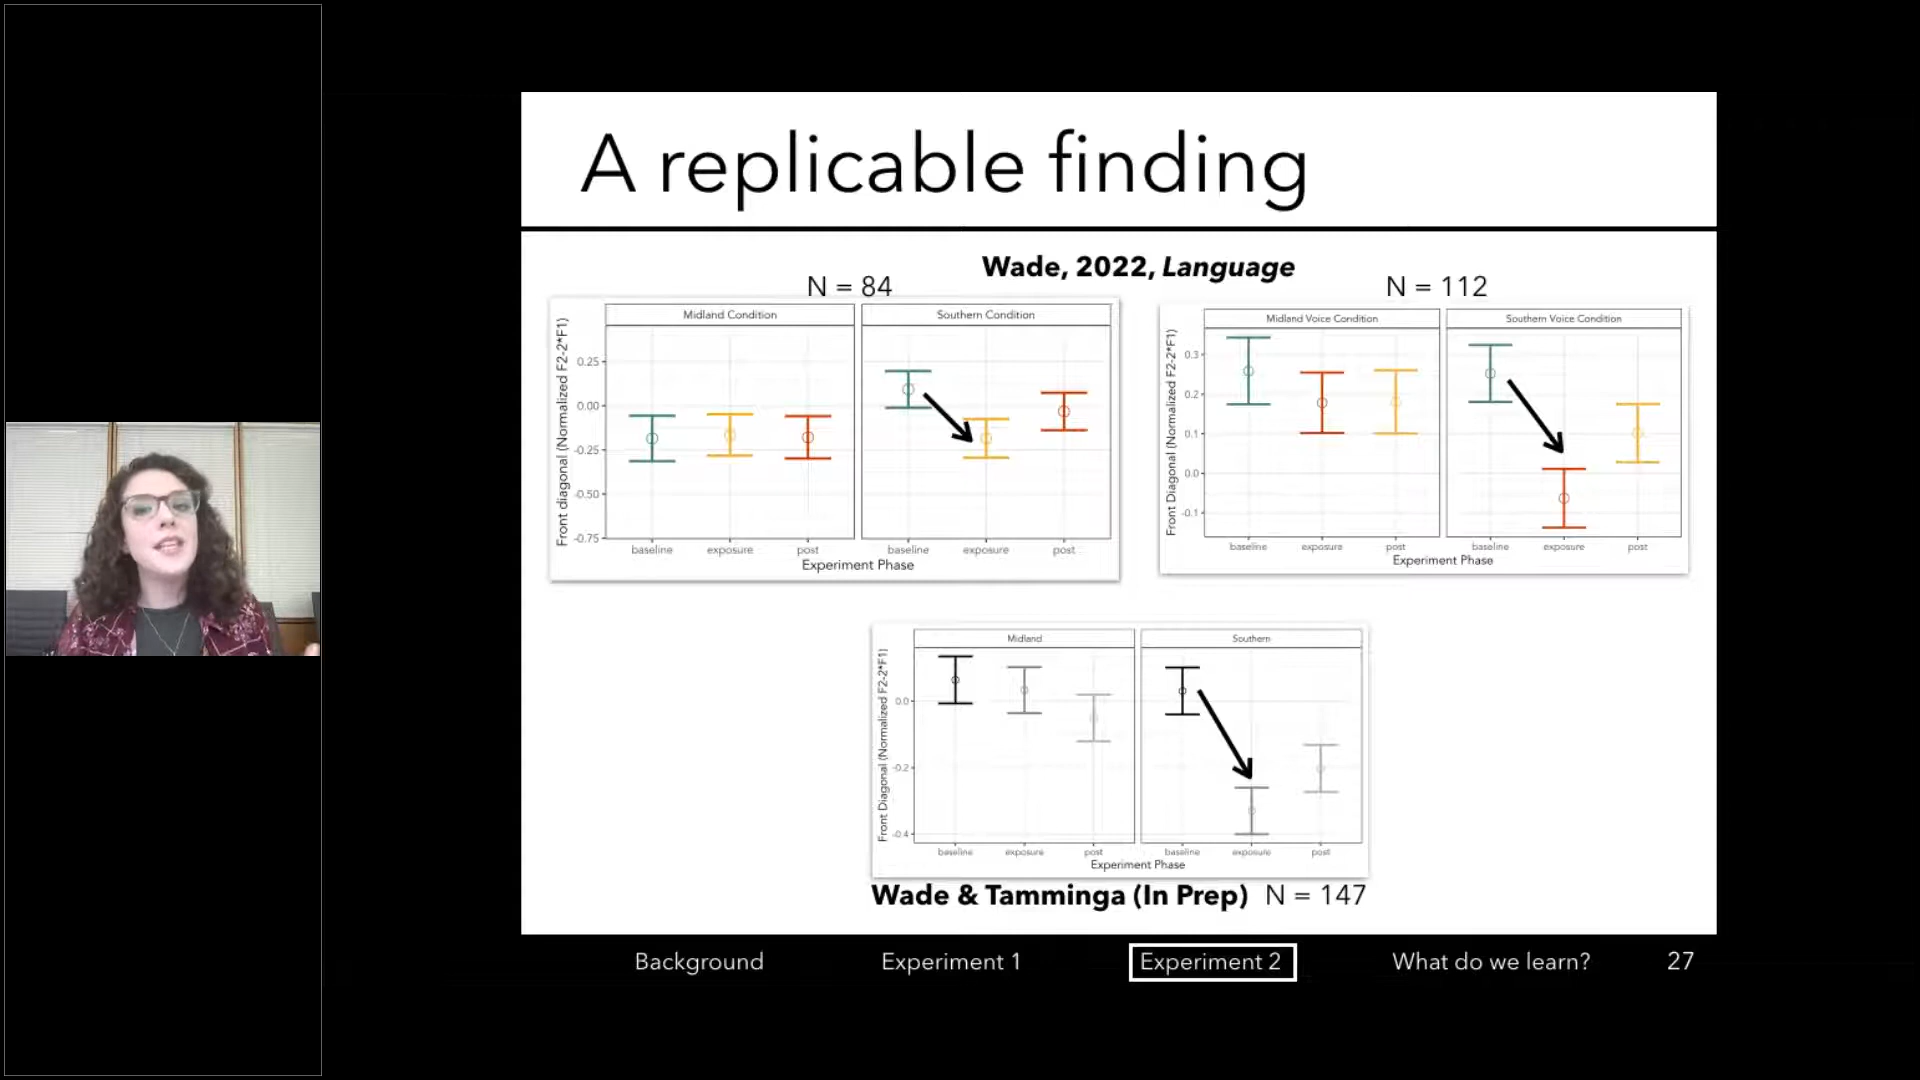 A replicable finding
Wade, 2022, Language
N = 84
N = 112
Midland Condition
Southern Condition
Front diagonal (Normalized F2-2*F1)
0.25
0.00
-0.25
-0.50
-0.75
baseline exposure post
baseline exposure post
Experiment Phase
Midland Voice Condition
Southern Voice Condition
Front Diagonal (Normalized F2-2*F1)
0.3
0.2
0.1
0.0
-0.1
baseline exposure post
baseline exposure post
Experiment Phase
Midland
Southern
Front Diagonal (Normalized F2-2*F1)
0.0
-0.2
-0.4
baseline exposure post
baseline exposure post
Experiment Phase
Wade & Tamminga (In Prep) N = 147
Background Experiment 1 Experiment 2 What do we learn? 27